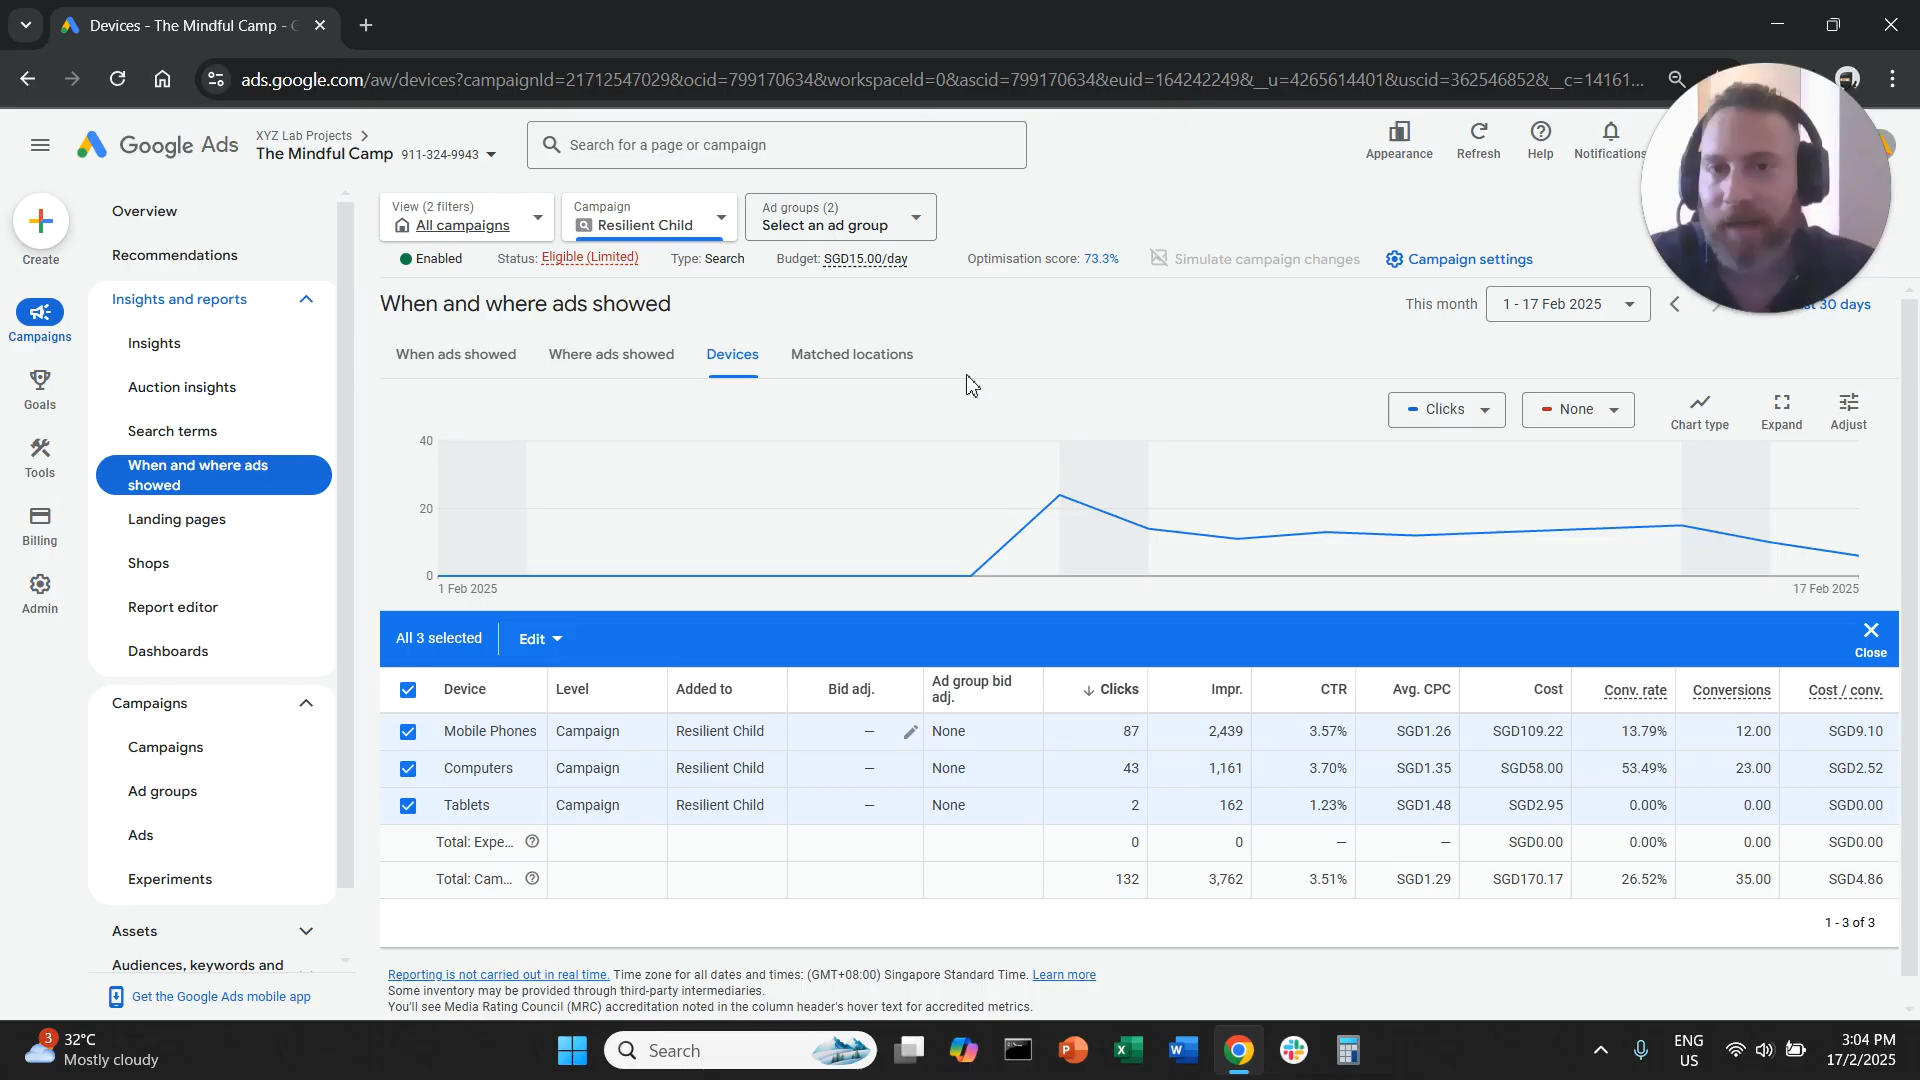 Devices - The Mindful Camp -
ads.google.com/aw/devices?campaignId=21712547029&ocid=799170634&workspaceId=0&ascid=799170634&euid=164242249&__u=4265614401&uscid=362546852&__c=14161...
Google Ads
XYZ Lab Projects
The Mindful Camp 911-324-9943
Search for a page or campaign
Appearance
Refresh
Help
Notifications
Create
Campaigns
Goals
Tools
Billing
Admin
Overview
Recommendations
Insights and reports
Insights
Auction insights
Search terms
When and where ads
showed
Landing pages
Shops
Report editor
Dashboards
Campaigns
Campaigns
Ad groups
Ads
Experiments
Assets
Audiences, keywords and
Get the Google Ads mobile app
View (2 filters)
All campaigns
Campaign
Resilient Child
Ad groups (2)
Select an ad group
Enabled
Status: Eligible (Limited)
Type: Search
Budget: SGD15.00/day
Optimisation score: 73.3%
Simulate campaign changes
Campaign settings
When and where ads showed
This month
1 - 17 Feb 2025
30 days
When ads showed
Where ads showed
Devices
Matched locations
Clicks
None
Chart type
Expand
Adjust
40
20
0
1 Feb 2025
17 Feb 2025
All 3 selected
Edit
Close
Device Level Added to Bid adj. Ad group bid adj. Clicks Impr. CTR Avg. CPC Cost Conv. rate Conversions Cost / conv.
Mobile Phones Campaign Resilient Child — None 87 2,439 3.57% SGD1.26 SGD109.22 13.79% 12.00 SGD9.10
Computers Campaign Resilient Child — None 43 1,161 3.70% SGD1.35 SGD58.00 53.49% 23.00 SGD2.52
Tablets Campaign Resilient Child — None 2 162 1.23% SGD1.48 SGD2.95 0.00% 0.00 SGD0.00
Total: Expe... 0 0 — — SGD0.00 0.00% 0.00 SGD0.00
Total: Cam... 132 3,762 3.51% SGD1.29 SGD170.17 26.52% 35.00 SGD4.86
1 - 3 of 3
Reporting is not carried out in real time. Time zone for all dates and times: (GMT+08:00) Singapore Standard Time. Learn more
Some inventory may be provided through third-party intermediaries.
You'll see Media Rating Council (MRC) accreditation noted in the column header's hover text for accredited metrics.
3
32°C
Mostly cloudy
Search
ENG
US
3:04 PM
17/2/2025